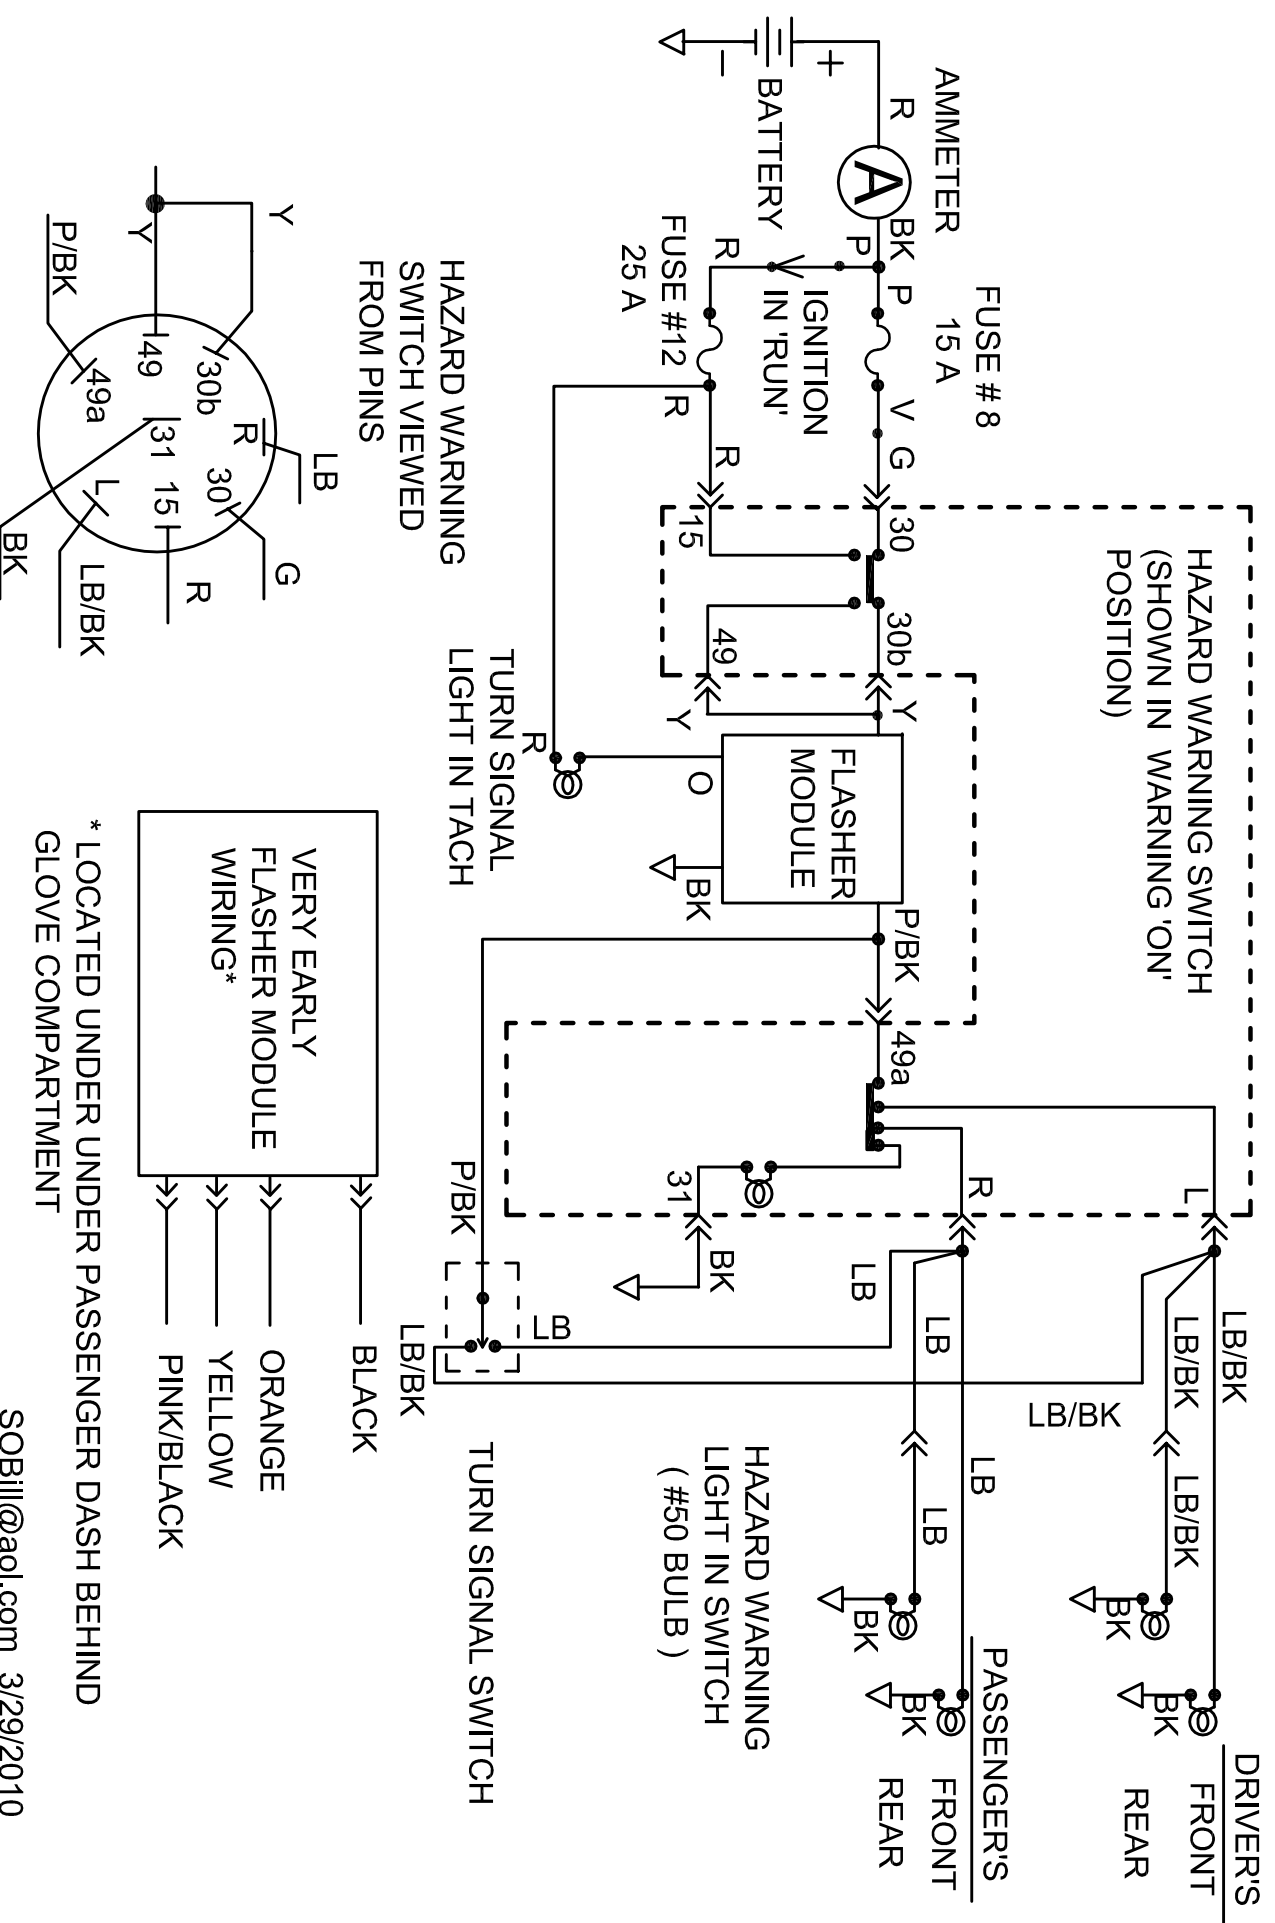 AMMETER
R
A
BK
P
P
+
−
BATTERY
FUSE # 8
15 A
V
G
IGNITION
IN 'RUN'
R
FUSE #12
25 A
R
R
HAZARD WARNING SWITCH
(SHOWN IN WARNING 'ON'
POSITION)
30
30b
15
49
Y
Y
FLASHER
MODULE
O
BK
R
TURN SIGNAL
LIGHT IN TACH
P/BK
49a
31
R
L
BK
P/BK
LB
LB/BK
LB
LB
LB
LB
LB/BK
LB/BK
LB/BK
LB/BK
BK
BK
BK
BK
DRIVER'S
FRONT
REAR
PASSENGER'S
FRONT
REAR
HAZARD WARNING
LIGHT IN SWITCH
( #50 BULB )
TURN SIGNAL SWITCH
HAZARD WARNING
SWITCH VIEWED
FROM PINS
Y
Y
P/BK
49
30b
49a
R
31
30
15
L
LB
G
R
LB/BK
BK
VERY EARLY
FLASHER MODULE
WIRING*
BLACK
ORANGE
YELLOW
PINK/BLACK
* LOCATED UNDER UNDER PASSENGER DASH BEHIND
GLOVE COMPARTMENT
SOBill@aol.com 3/29/2010